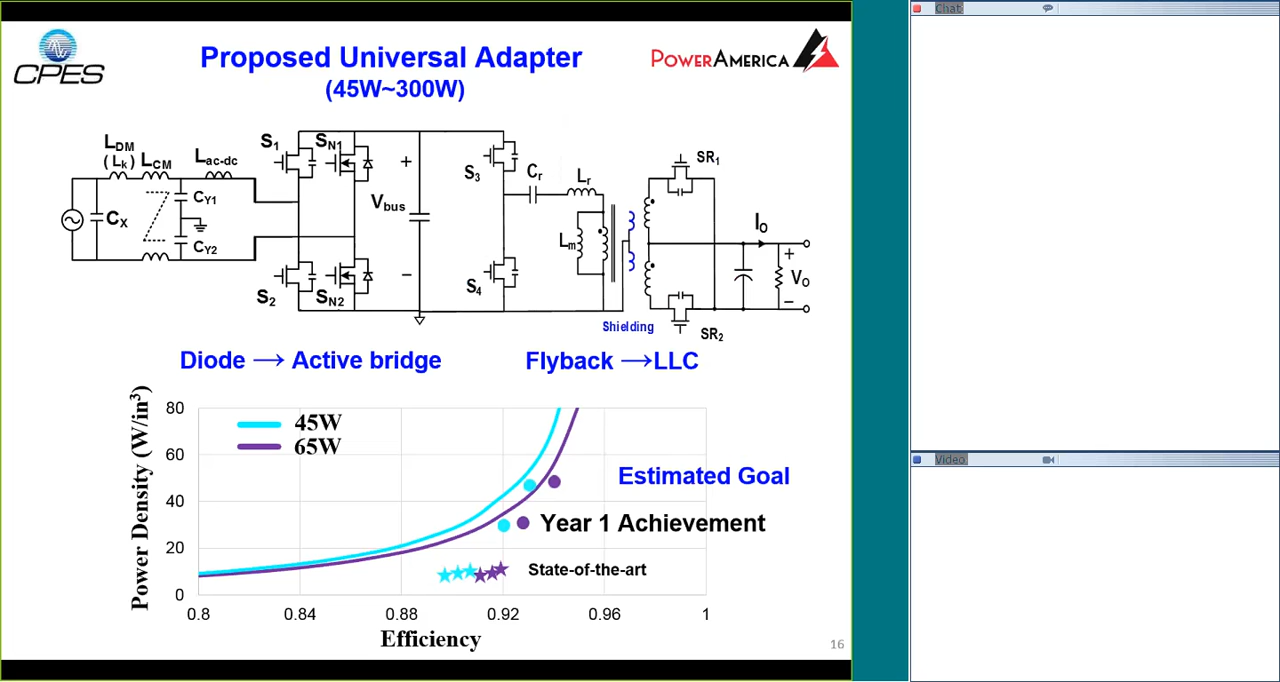 CPES
Proposed Universal Adapter
(45W~300W)
POWERAMERICA
LDM
(Lk)
LCM
Lac-dc
CX
CY1
CY2
S1
SN1
S2
SN2
+
Vbus
−
S3
S4
Cr
Lr
Lm
Shielding
SR1
SR2
IO
+
VO
−
Diode → Active bridge
Flyback → LLC
Power Density (W/in3)
80
60
40
20
0
45W
65W
Estimated Goal
Year 1 Achievement
State-of-the-art
0.8 0.84 0.88 0.92 0.96 1
Efficiency
16
Chat
Video